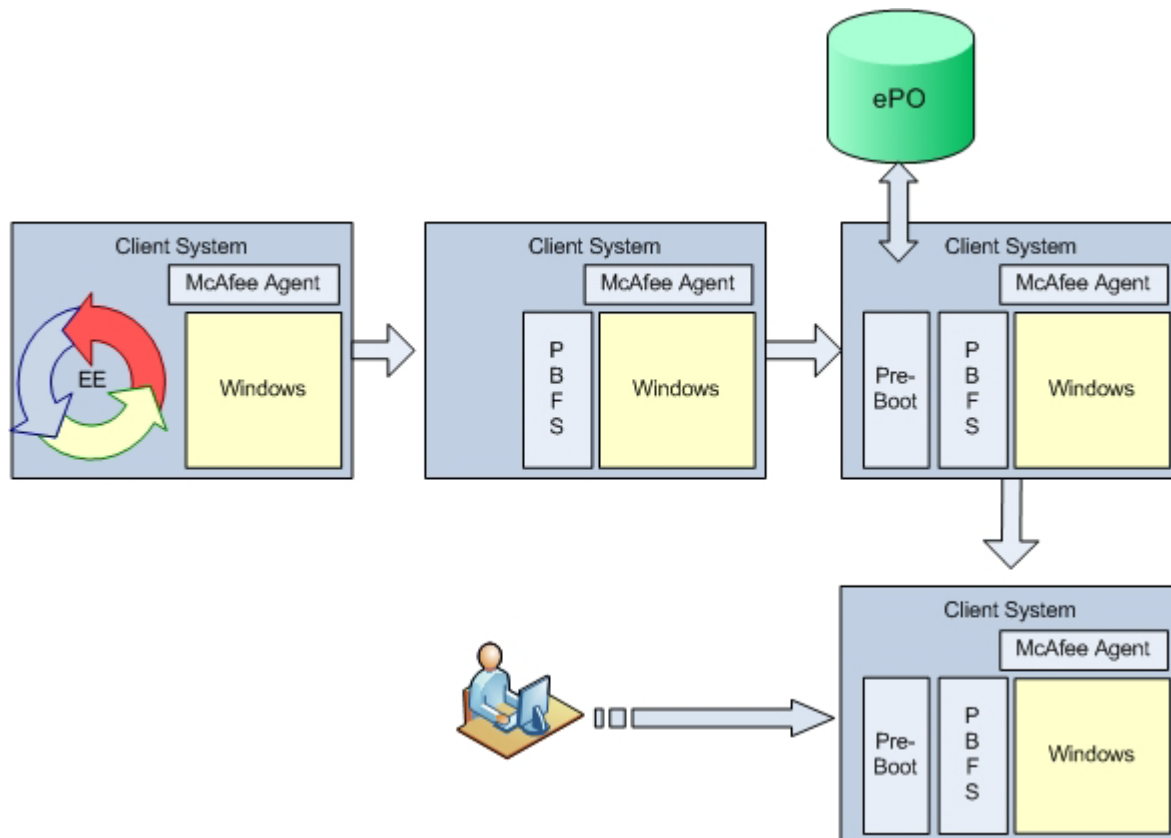 ePO
Client System
McAfee Agent
EE
Windows
Client System
McAfee Agent
P
B
F
S
Windows
Client System
McAfee Agent
Pre-
Boot
P
B
F
S
Windows
Client System
McAfee Agent
Pre-
Boot
P
B
F
S
Windows